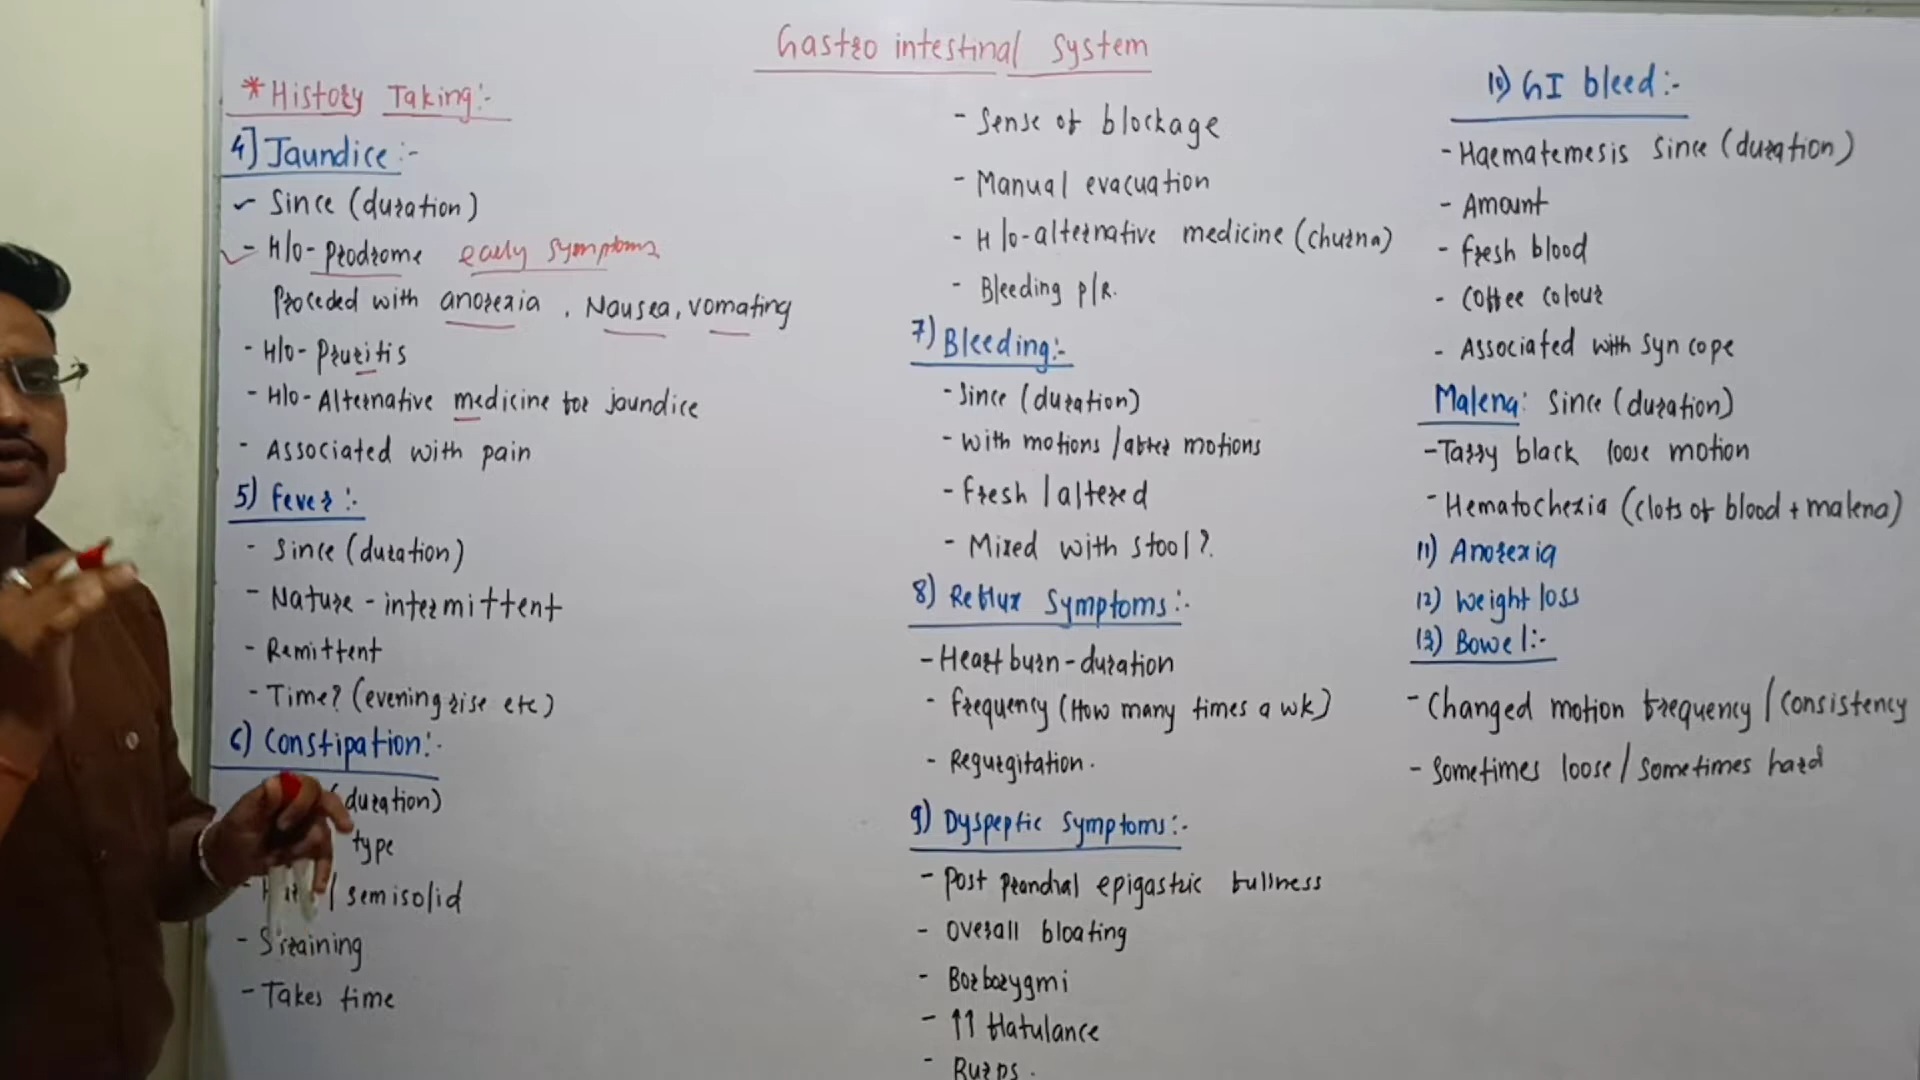 Gastro intestinal System
* History Taking:-
4] Jaundice:-
- Since (duration)
- H/o- Prodrome early symptoms
Proceded with anorexia, Nausea, vomating
- H/o- Pruritis
- H/o- Alternative medicine for jaundice
- Associated with pain
5) Fever:-
- Since (duration)
- Nature - intermittent
- Remittent
- Time? (evening rise etc)
6) Constipation:-
(duration)
type
/ semisolid
- Straining
- Takes time
- Sense of blockage
- Manual evacuation
- H/o-alternative medicine (churna)
- Bleeding P/R.
7) Bleeding:-
- Since (duration)
- With motions / after motions
- Fresh / altered
- Mixed with stool?
8) Reflux Symptoms:-
- Heart burn - duration
- Frequency (How many times a wk)
- Regurgitation.
9) Dyspeptic Symptoms:-
- Post prandial epigastric fullness
- Overall bloating
- Borborygmi
- ↑↑ flatulance
- Burps.
10) GI bleed:-
- Haematemesis since (duration)
- Amount
- Fresh blood
- Coffee colour
- Associated with syncope
Malena: Since (duration)
- Tarry black loose motion
- Hematochezia (clots of blood + malena)
11) Anorexia
12) Weight loss
13) Bowel:-
- Changed motion frequency / consistency
- Sometimes loose / sometimes hard